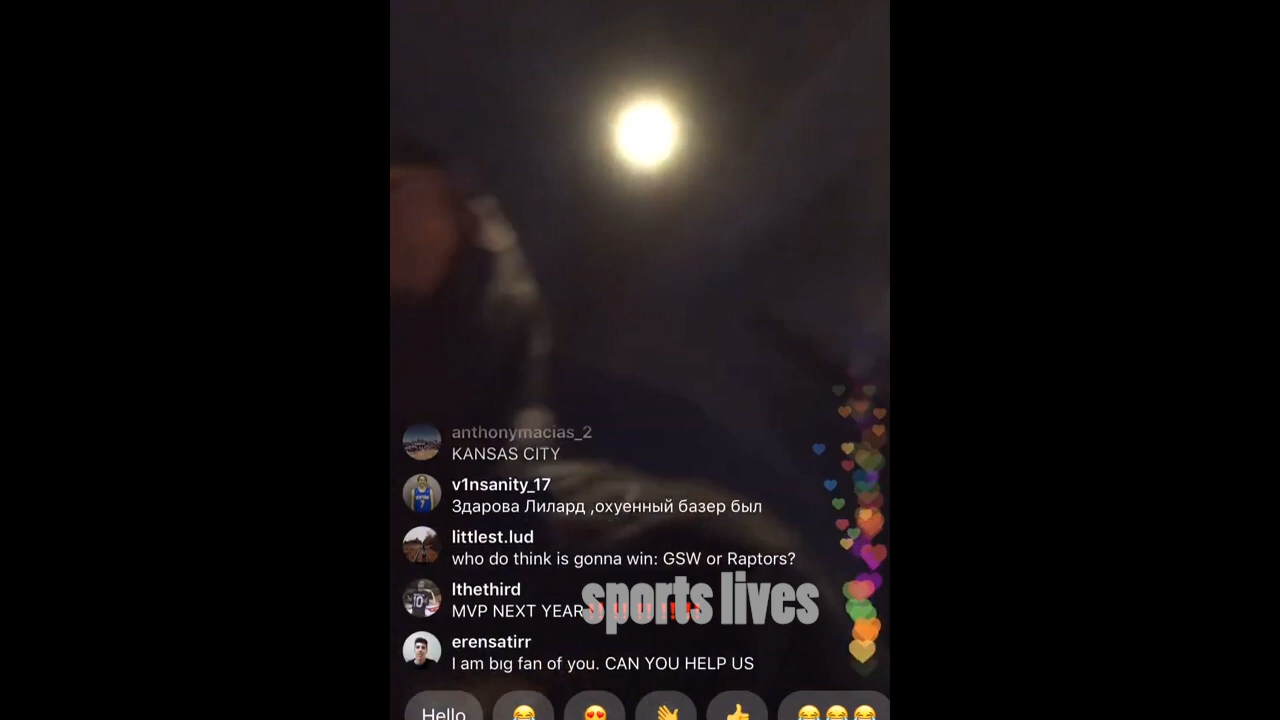 anthonymacias_2
KANSAS CITY
v1nsanity_17
Здарова Лилард ,охуенный базер был
littlest.lud
who do think is gonna win: GSW or Raptors?
lthethird
MVP NEXT YEAR‼️‼️‼️‼️‼️
sports lives
erensatirr
I am bıg fan of you. CAN YOU HELP US
Hello 😂 😍 👋 👍 😂😂😂